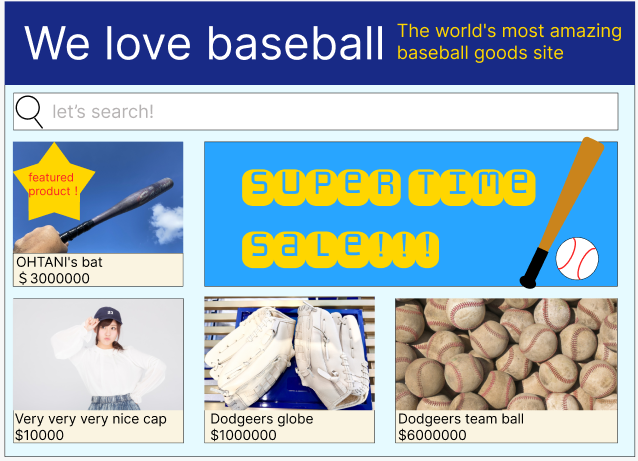 We love baseball
The world's most amazing
baseball goods site
let's search!
featured
product！
OHTANI's bat
＄3000000
SUPER TIME
SALE!!!
Very very very nice cap
$10000
Dodgeers globe
$1000000
Dodgeers team ball
$6000000